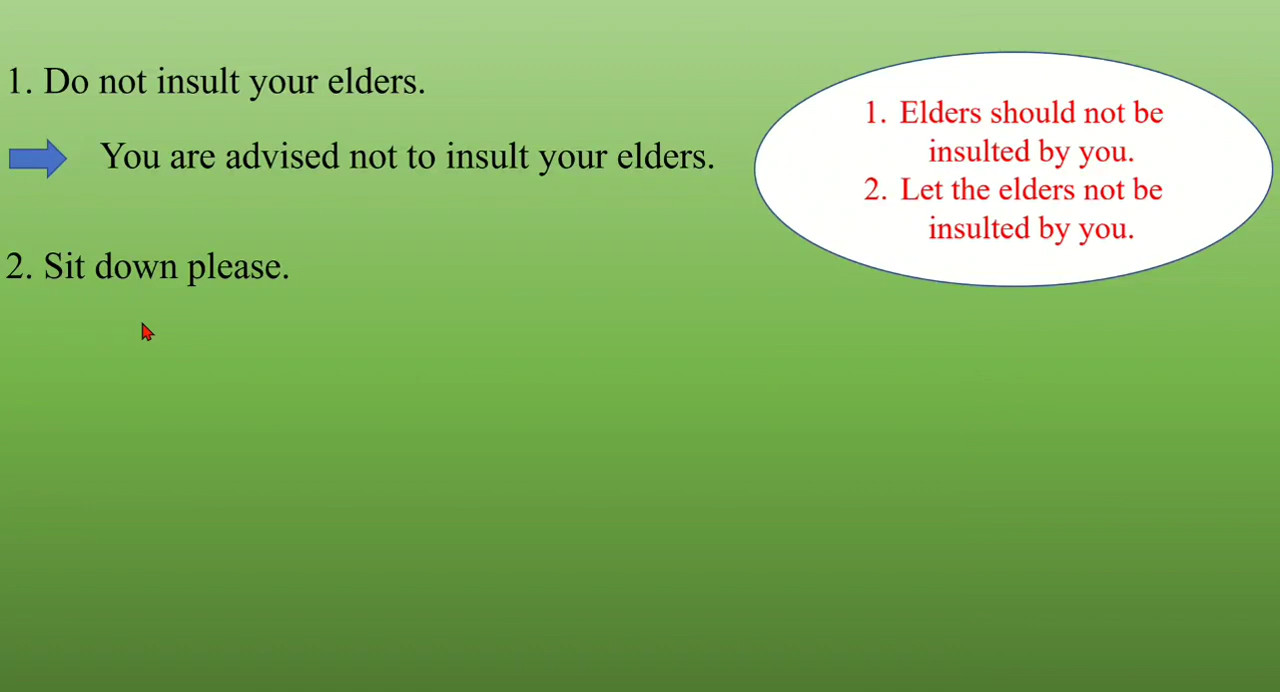 1. Do not insult your elders.
You are advised not to insult your elders.
2. Sit down please.
1. Elders should not be
insulted by you.
2. Let the elders not be
insulted by you.